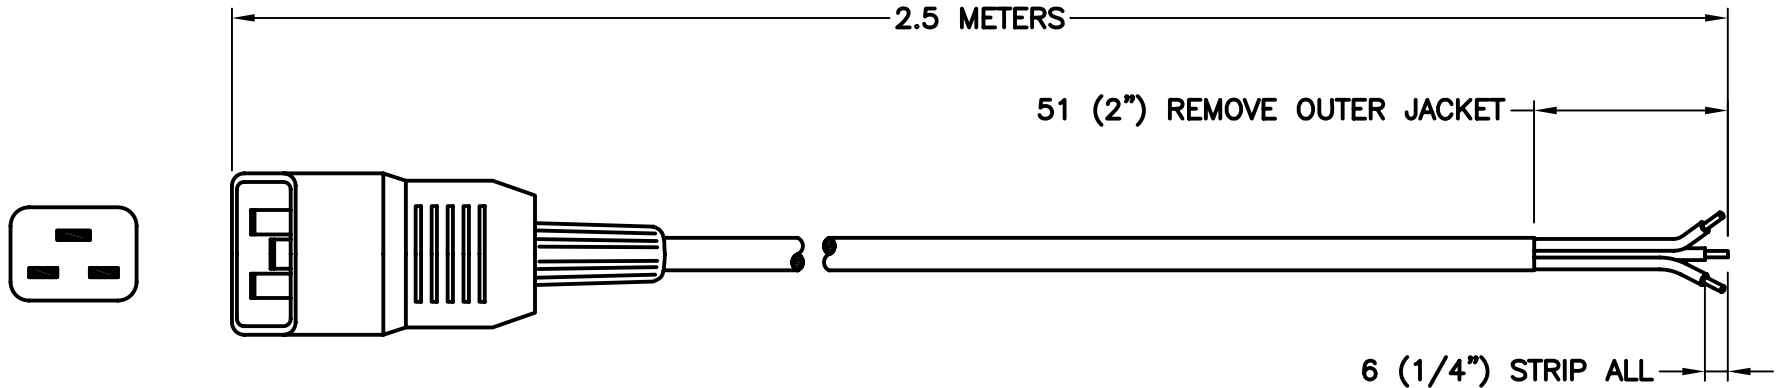 2.5 METERS
51 (2") REMOVE OUTER JACKET
6 (1/4") STRIP ALL